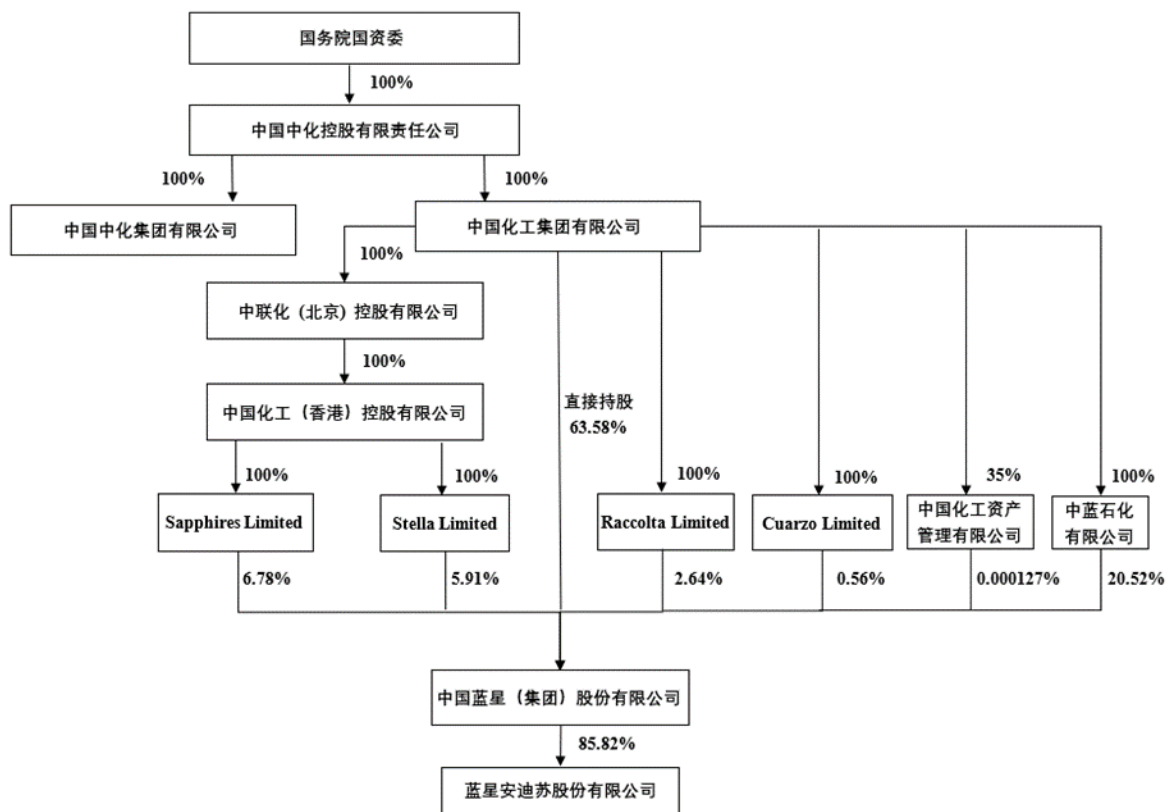 国务院国资委
100%
中国中化控股有限责任公司
100%
100%
中国中化集团有限公司
中国化工集团有限公司
100%
中联化（北京）控股有限公司
100%
中国化工（香港）控股有限公司
直接持股
63.58%
100%
100%
100%
100%
35%
100%
Sapphires Limited
Stella Limited
Raccolta Limited
Cuarzo Limited
中国化工资产
管理有限公司
中蓝石化
有限公司
6.78%
5.91%
2.64%
0.56%
0.000127%
20.52%
中国蓝星（集团）股份有限公司
85.82%
蓝星安迪苏股份有限公司